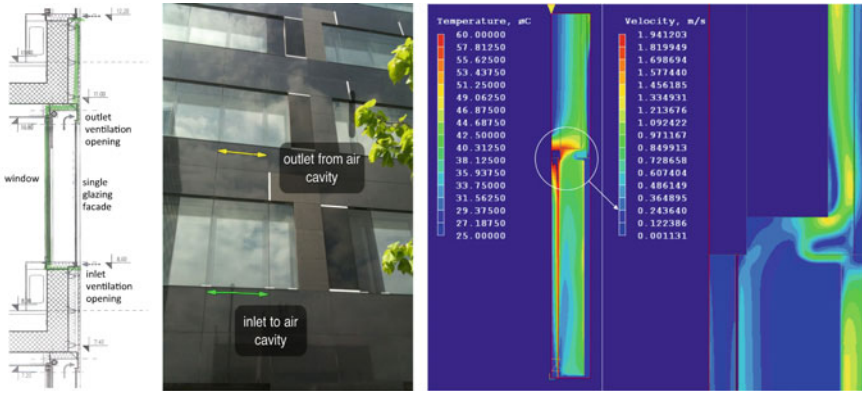 12.20
11.00
outlet
ventilation
opening
window
single
glazing
facade
inlet
ventilation
opening
outlet from air
cavity
inlet to air
cavity
Temperature, øC
60.00000
57.81250
55.62500
53.43750
51.25000
49.06250
46.87500
44.68750
42.50000
40.31250
38.12500
35.93750
33.75000
31.56250
29.37500
27.18750
25.00000
Velocity, m/s
1.941203
1.819949
1.698694
1.577440
1.456185
1.334931
1.213676
1.092422
0.971167
0.849913
0.728658
0.607404
0.486149
0.364895
0.243640
0.122386
0.001131